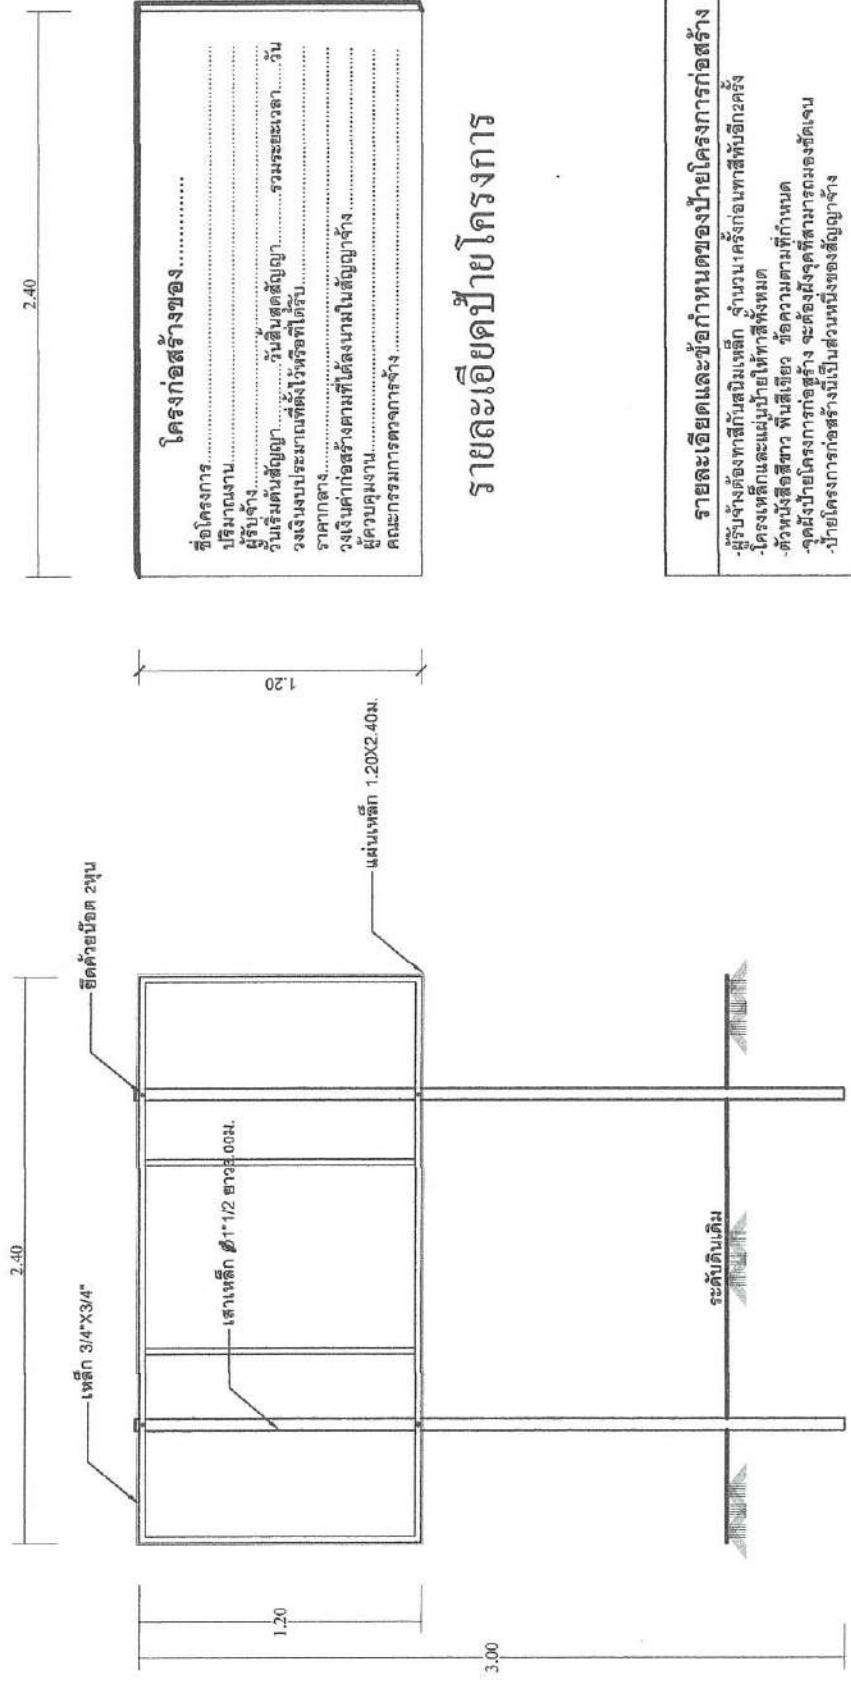 2.40
เหล็ก 3/4"X3/4"
ยึดด้วยน๊อต 2หุน
1.20
3.00
เสาเหล็ก Ø1"1/2 ยาว3.00ม.
แผ่นเหล็ก 1.20X2.40ม.
ระดับดินเดิม
2.40
1.20
โครงก่อสร้างของ...............
ชื่อโครงการ...............
ปริมาณงาน...............
ผู้รับจ้าง...............
วันเริ่มต้นสัญญา...............วันสิ้นสุดสัญญา...............รวมระยะเวลา......วัน
วงเงินงบประมาณที่ตั้งไว้หรือที่ได้รับ...............
ราคากลาง...............
วงเงินค่าก่อสร้างตามที่ได้ลงนามในสัญญาจ้าง...............
ผู้ควบคุมงาน...............
คณะกรรมการตรวจการจ้าง...............
รายละเอียดป้ายโครงการ
รายละเอียดและข้อกำหนดของป้ายโครงการก่อสร้าง
-ผู้รับจ้างต้องทาสีกันสนิมเหล็ก จำนวน1ครั้งก่อนทาสีทับอีก2ครั้ง
-โครงเหล็กและแผ่นป้ายให้ทาสีทั้งหมด
-ตัวหนังสือสีขาว พื้นสีเขียว ข้อความตามที่กำหนด
-จุดฝังป้ายโครงการก่อสร้าง จะต้องฝังจุดที่สามารถมองชัดเจน
-ป้ายโครงการก่อสร้างนี้เป็นส่วนหนึ่งของสัญญาจ้าง